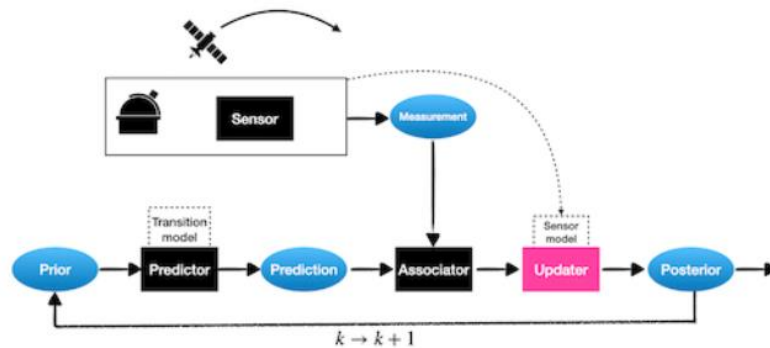 Sensor
Measurement
Transition
model
Sensor
model
Prior
Predictor
Prediction
Associator
Updater
Posterior
k → k + 1